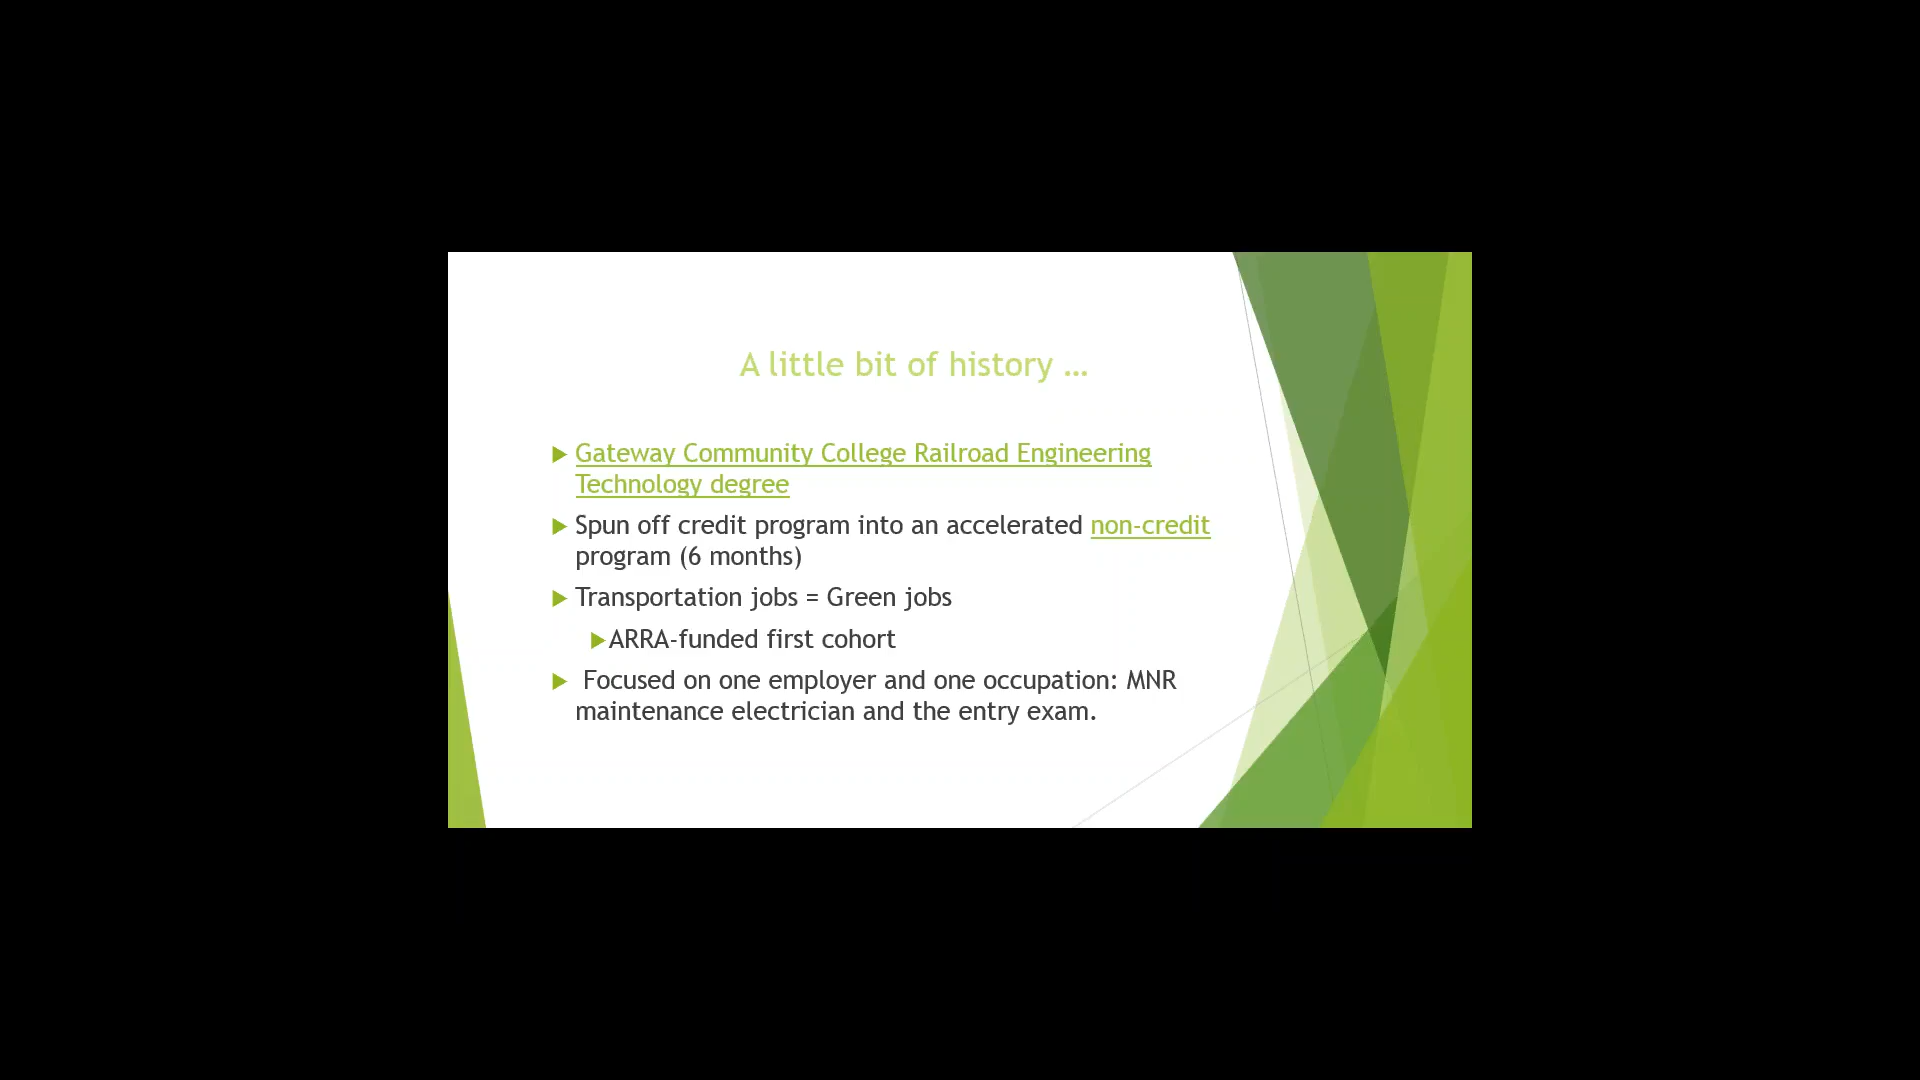 A little bit of history ...
Gateway Community College Railroad Engineering
Technology degree
Spun off credit program into an accelerated non-credit
program (6 months)
Transportation jobs = Green jobs
ARRA-funded first cohort
Focused on one employer and one occupation: MNR
maintenance electrician and the entry exam.